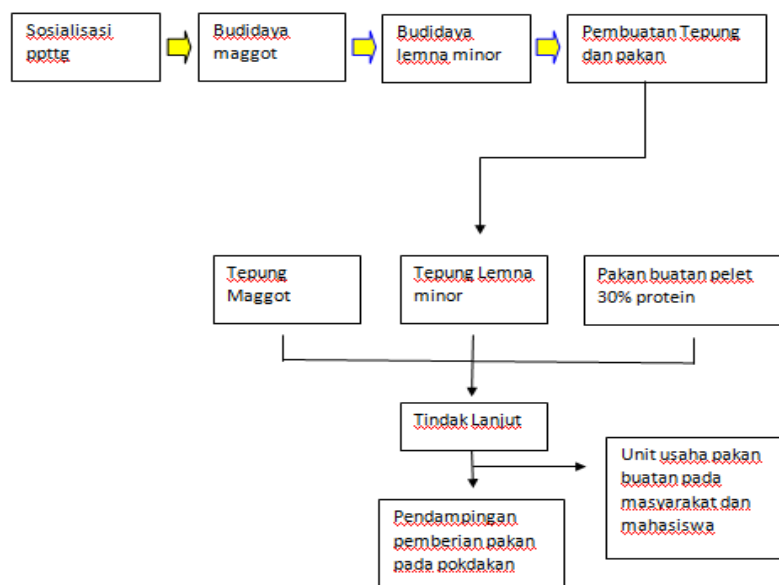 Sosialisasi
ppttg
Budidaya
maggot
Budidaya
lemna minor
Pembuatan Tepung
dan pakan
Tepung
Maggot
Tepung Lemna
minor
Pakan buatan pelet
30% protein
Tindak Lanjut
Unit usaha pakan
buatan pada
masyarakat dan
mahasiswa
Pendampingan
pemberian pakan
pada pokdakan